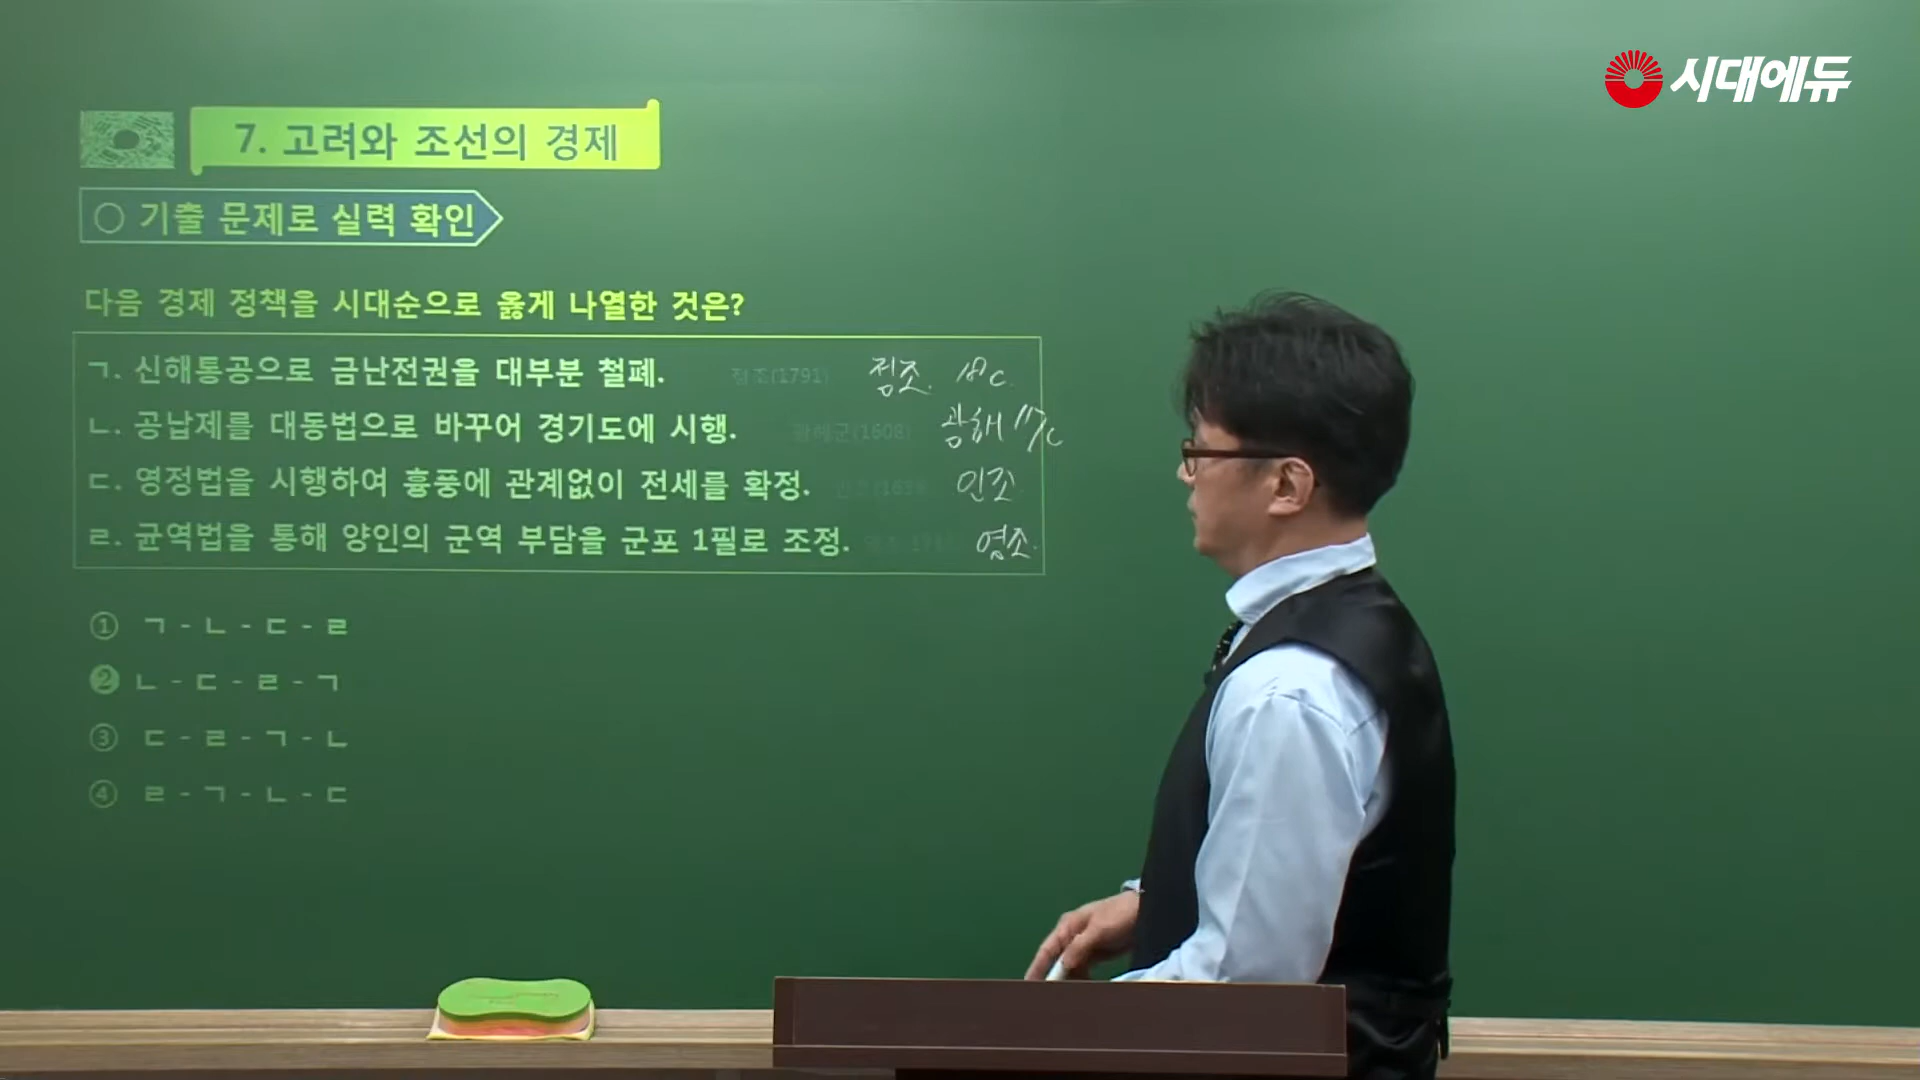 시대에듀
7. 고려와 조선의 경제
○ 기출 문제로 실력 확인
다음 경제 정책을 시대순으로 옳게 나열한 것은?
ㄱ. 신해통공으로 금난전권을 대부분 철폐. 정조(1791) 정조. 18C.
ㄴ. 공납제를 대동법으로 바꾸어 경기도에 시행. 광해군(1608) 광해 17C
ㄷ. 영정법을 시행하여 흉풍에 관계없이 전세를 확정. 인조
ㄹ. 균역법을 통해 양인의 군역 부담을 군포 1필로 조정. 영조.
① ㄱ - ㄴ - ㄷ - ㄹ
❷ ㄴ - ㄷ - ㄹ - ㄱ
③ ㄷ - ㄹ - ㄱ - ㄴ
④ ㄹ - ㄱ - ㄴ - ㄷ